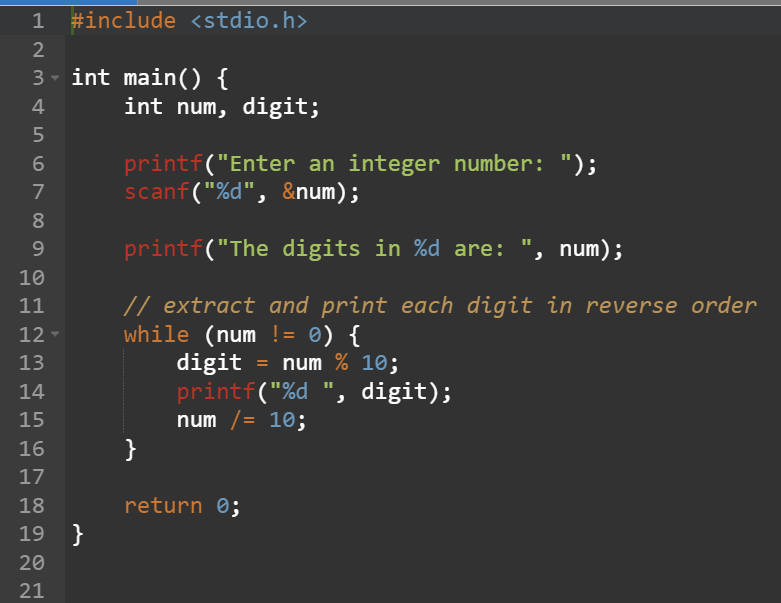 1 #include <stdio.h>
2
3 int main() {
4     int num, digit;
5
6     printf("Enter an integer number: ");
7     scanf("%d", &num);
8
9     printf("The digits in %d are: ", num);
10
11     // extract and print each digit in reverse order
12     while (num != 0) {
13         digit = num % 10;
14         printf("%d ", digit);
15         num /= 10;
16     }
17
18     return 0;
19 }
20
21